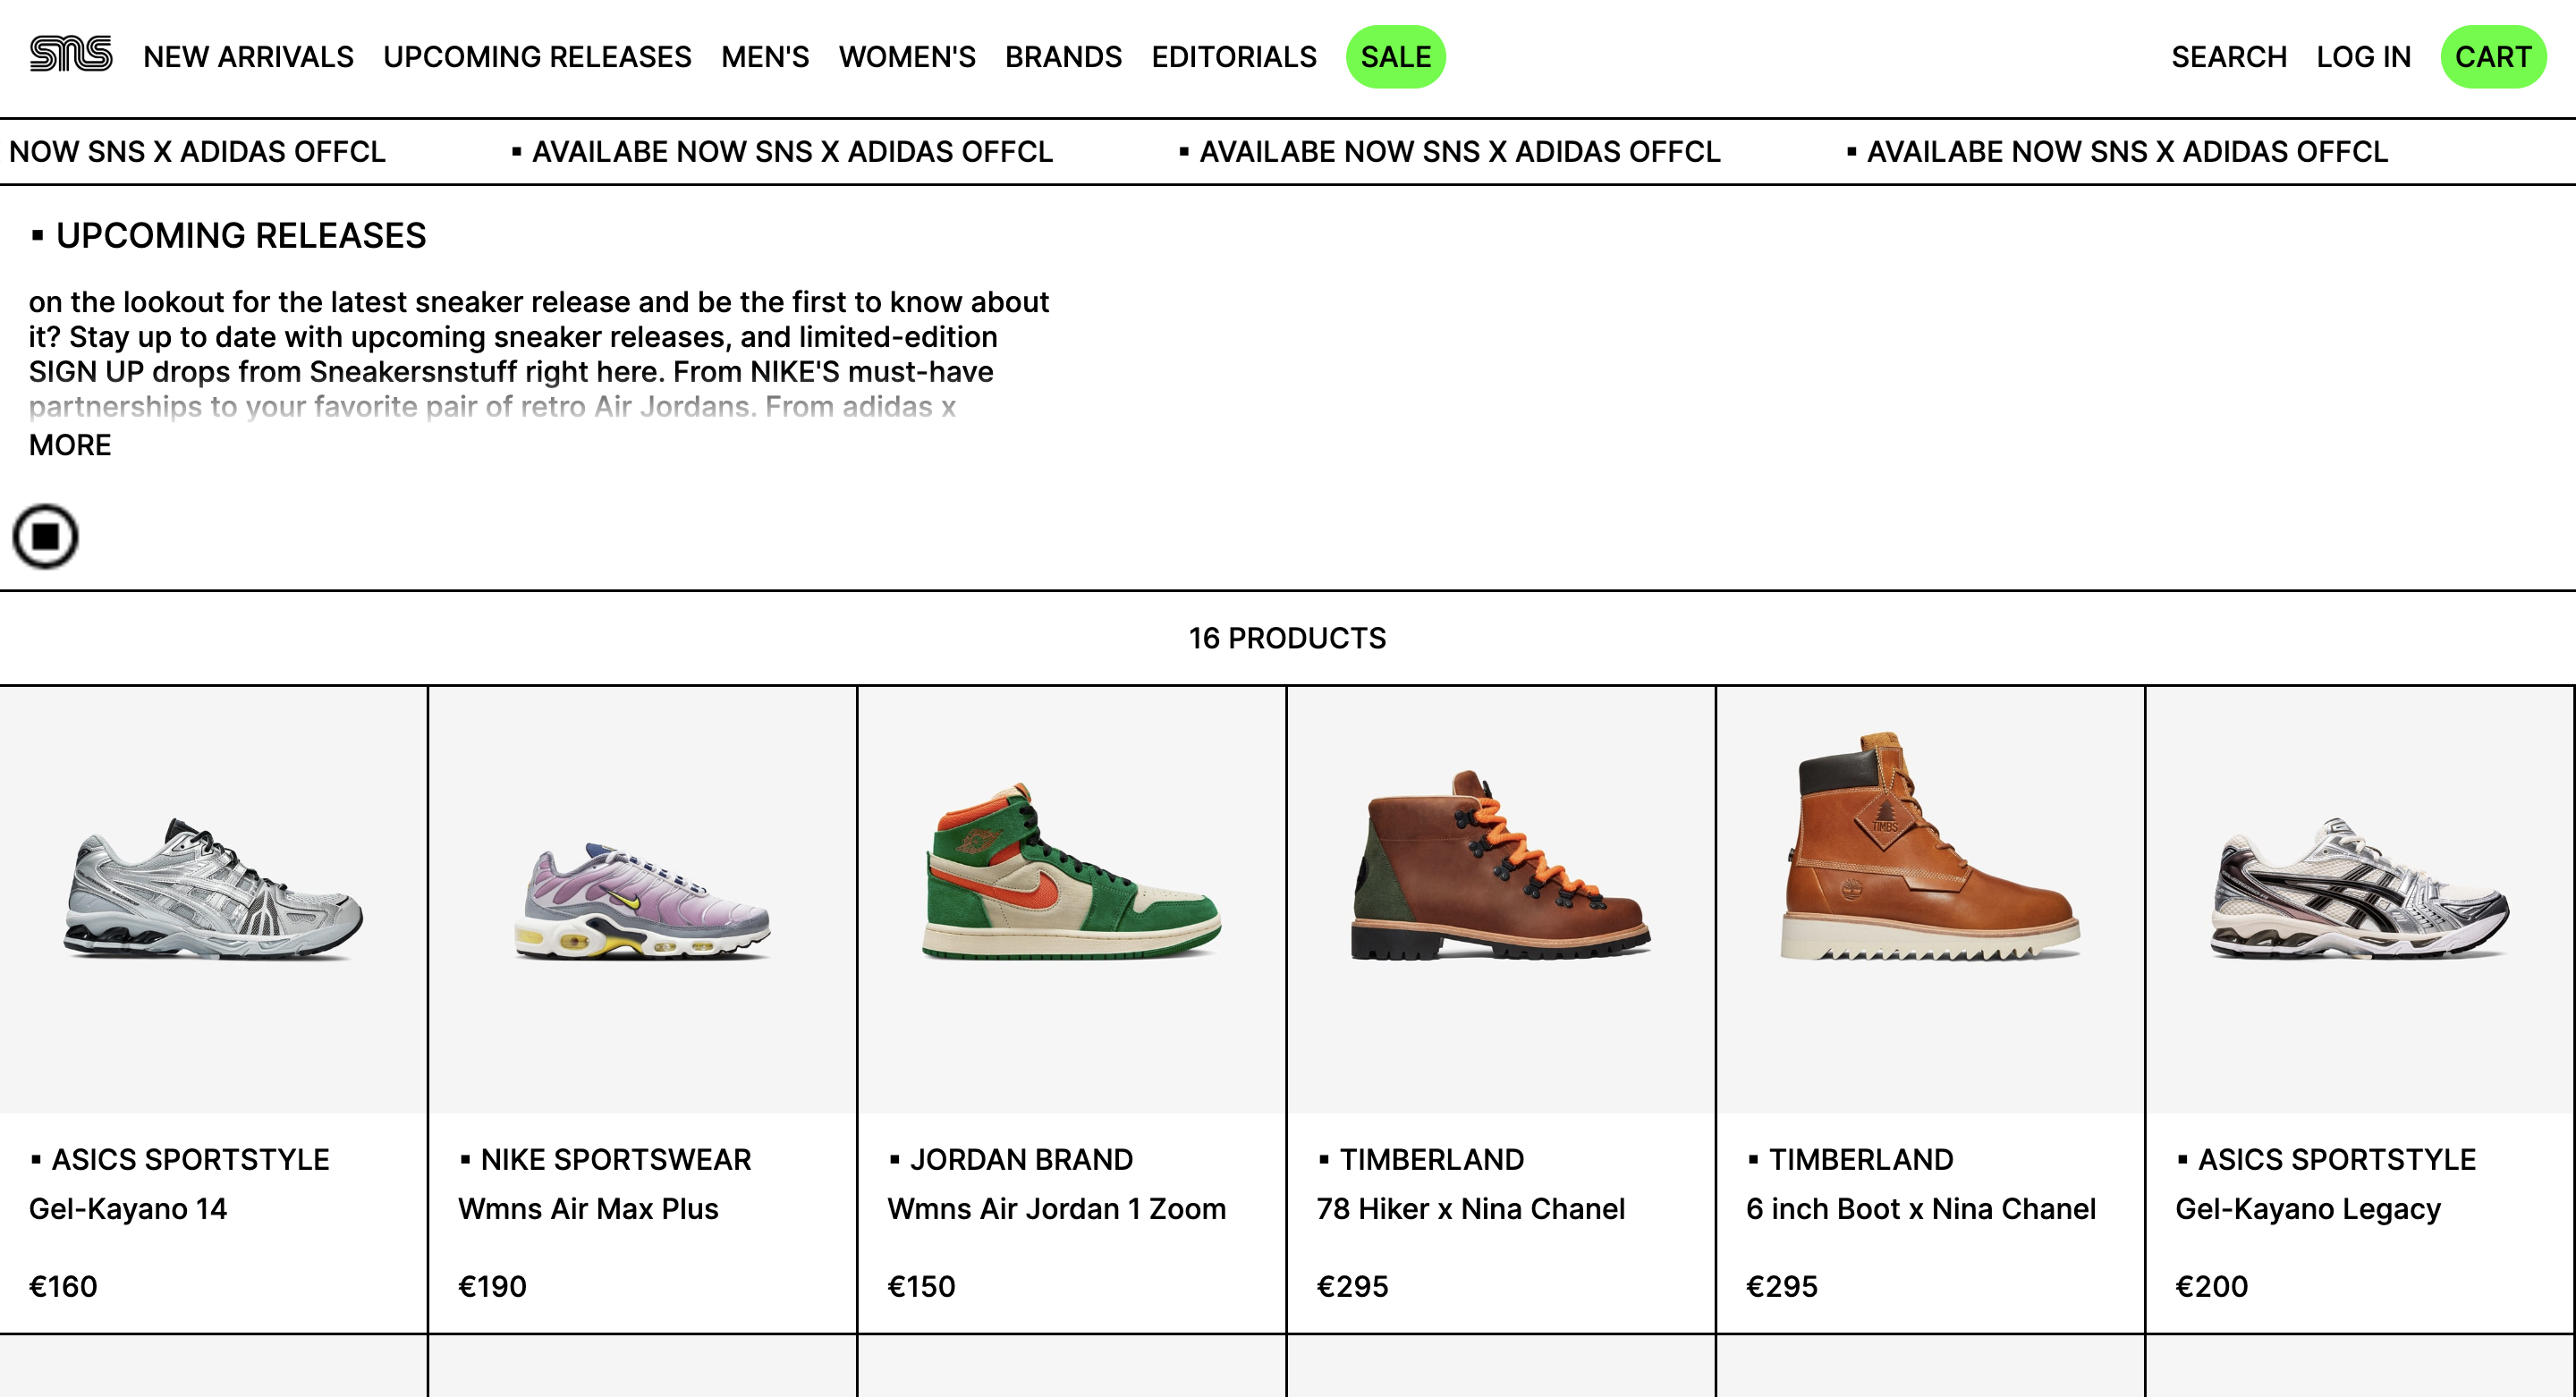 sns NEW ARRIVALS UPCOMING RELEASES MEN'S WOMEN'S BRANDS EDITORIALS SALE SEARCH LOG IN CART
NOW SNS X ADIDAS OFFCL ▪ AVAILABE NOW SNS X ADIDAS OFFCL ▪ AVAILABE NOW SNS X ADIDAS OFFCL ▪ AVAILABE NOW SNS X ADIDAS OFFCL
▪ UPCOMING RELEASES
on the lookout for the latest sneaker release and be the first to know about
it? Stay up to date with upcoming sneaker releases, and limited-edition
SIGN UP drops from Sneakersnstuff right here. From NIKE'S must-have
partnerships to your favorite pair of retro Air Jordans. From adidas x
MORE
16 PRODUCTS
TIMBS
▪ ASICS SPORTSTYLE
Gel-Kayano 14
€160
▪ NIKE SPORTSWEAR
Wmns Air Max Plus
€190
▪ JORDAN BRAND
Wmns Air Jordan 1 Zoom
€150
▪ TIMBERLAND
78 Hiker x Nina Chanel
€295
▪ TIMBERLAND
6 inch Boot x Nina Chanel
€295
▪ ASICS SPORTSTYLE
Gel-Kayano Legacy
€200